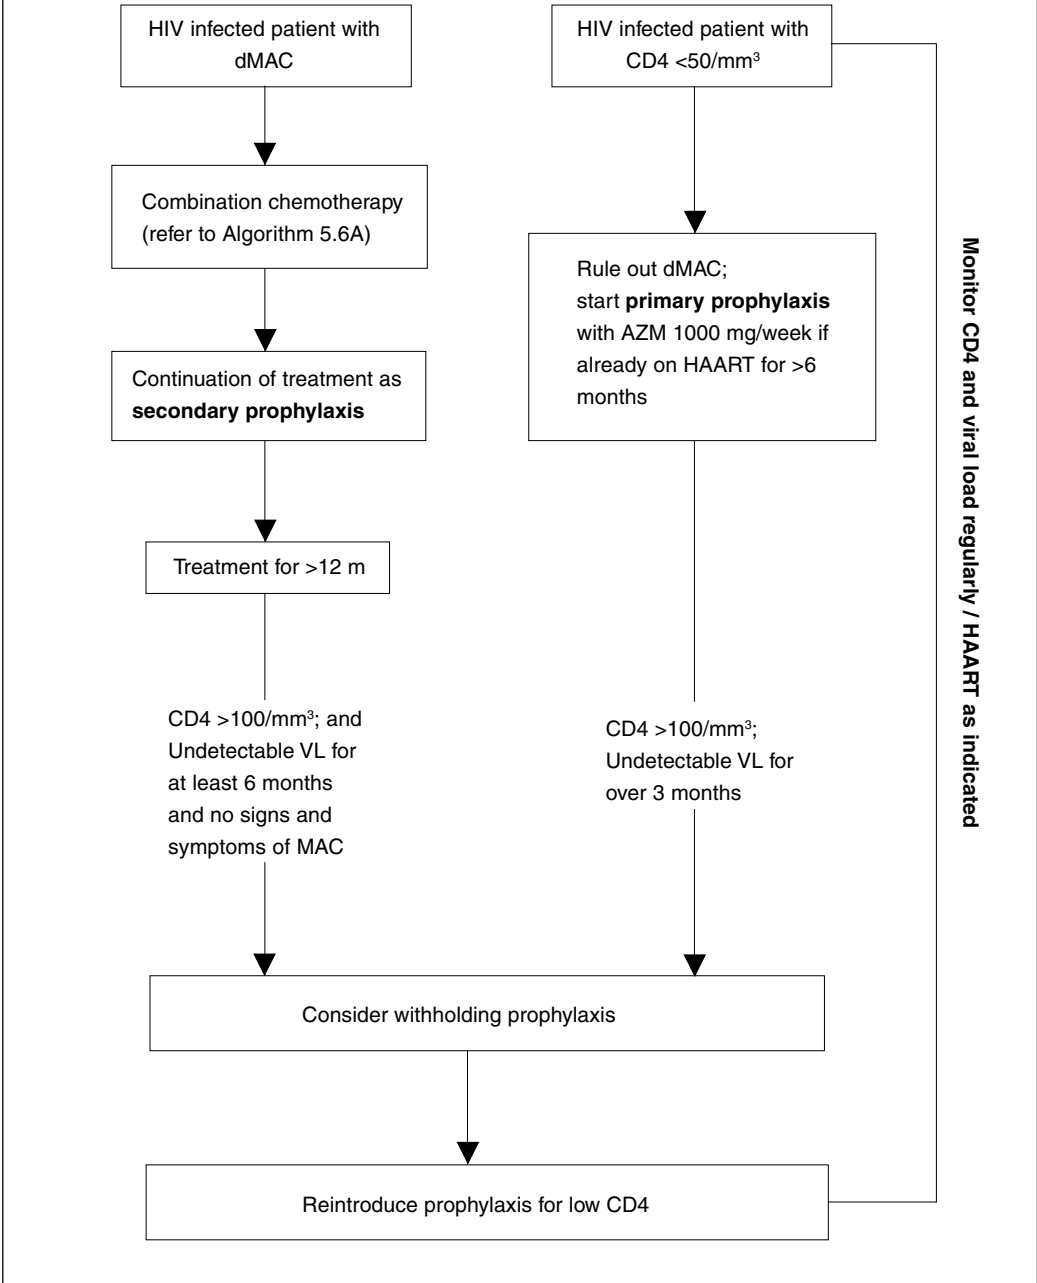 HIV infected patient with
dMAC
Combination chemotherapy
(refer to Algorithm 5.6A)
Continuation of treatment as
secondary prophylaxis
Treatment for >12 m
CD4 >100/mm³; and
Undetectable VL for
at least 6 months
and no signs and
symptoms of MAC
HIV infected patient with
CD4 <50/mm³
Rule out dMAC;
start primary prophylaxis
with AZM 1000 mg/week if
already on HAART for >6
months
CD4 >100/mm³;
Undetectable VL for
over 3 months
Consider withholding prophylaxis
Reintroduce prophylaxis for low CD4
Monitor CD4 and viral load regularly / HAART as indicated